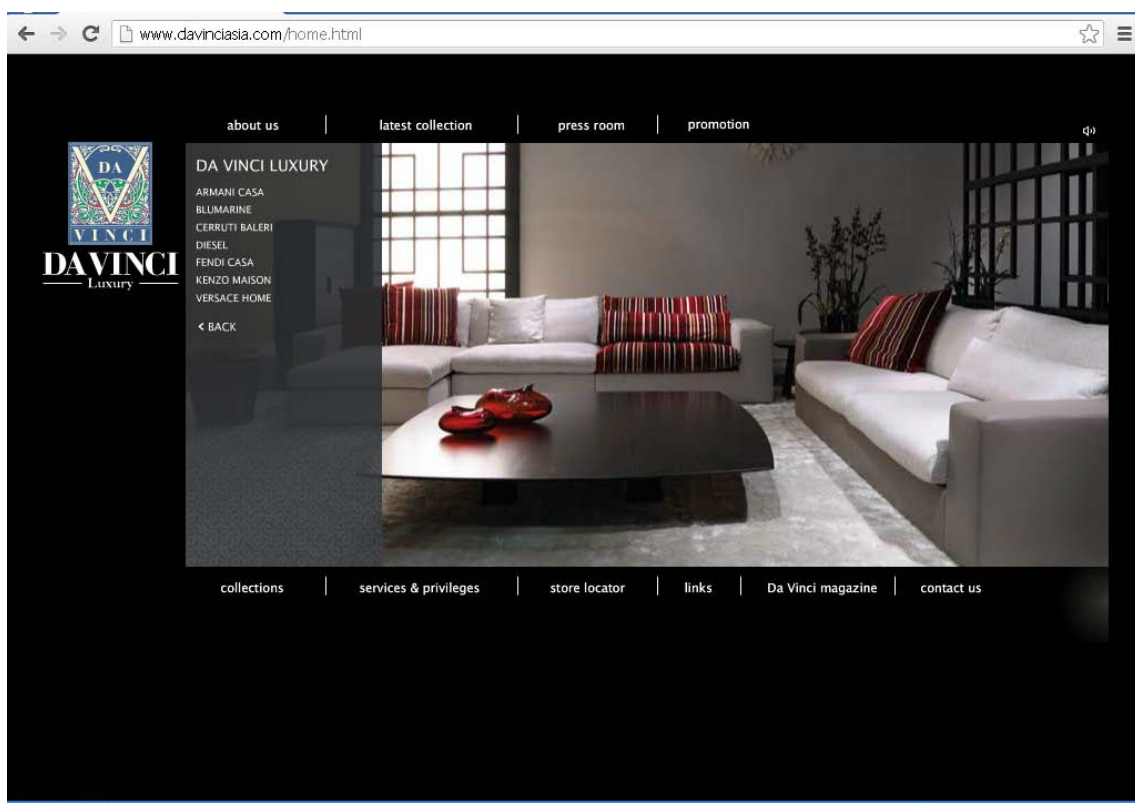 www.davinciasia.com/home.html
about us | latest collection | press room | promotion
DA
VINCI
DA VINCI
Luxury
DA VINCI LUXURY
ARMANI CASA
BLUMARINE
CERRUTI BALERI
DIESEL
FENDI CASA
KENZO MAISON
VERSACE HOME
< BACK
collections | services & privileges | store locator | links | Da Vinci magazine | contact us